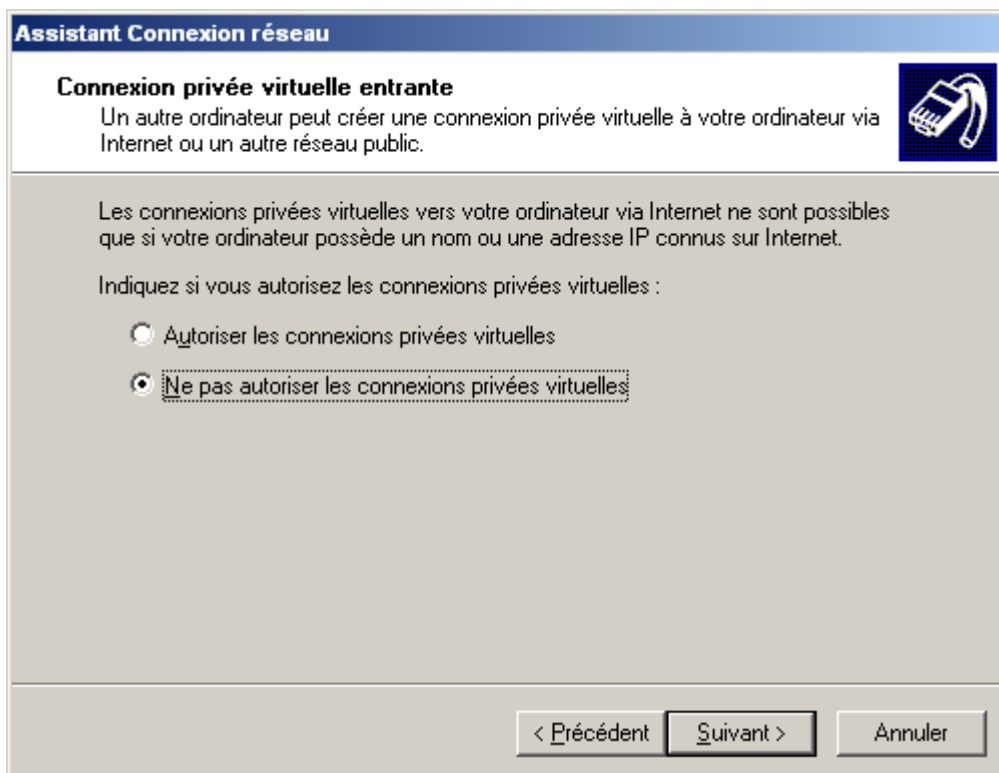 Assistant Connexion réseau
Connexion privée virtuelle entrante
Un autre ordinateur peut créer une connexion privée virtuelle à votre ordinateur via
Internet ou un autre réseau public.
Les connexions privées virtuelles vers votre ordinateur via Internet ne sont possibles
que si votre ordinateur possède un nom ou une adresse IP connus sur Internet.
Indiquez si vous autorisez les connexions privées virtuelles :
Autoriser les connexions privées virtuelles
Ne pas autoriser les connexions privées virtuelles
< Précédent Suivant > Annuler